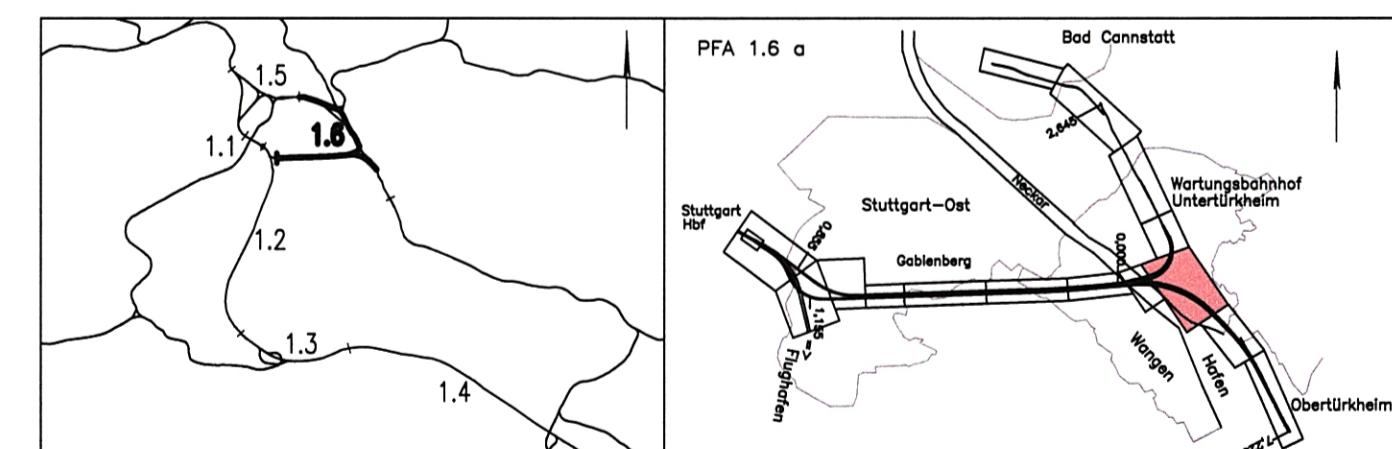 1.5
1.6
1.1
1.2
1.3
1.4
PFA 1.6 a
Bad Cannstatt
2,645
Neckar
Wartungsbahnhof
Untertürkheim
Stuttgart-Ost
Stuttgart
Hbf
0,855
Gablenberg
0,000
1,155 =>
Flughafen
Wangen
Hafen
Obertürkheim